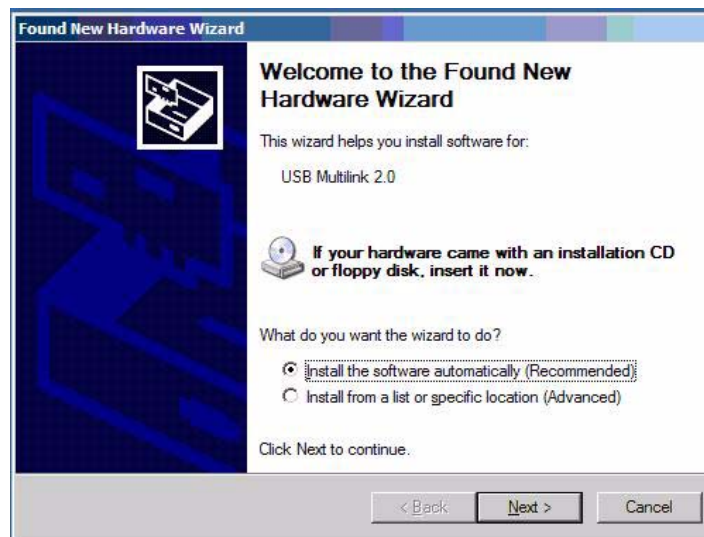 Found New Hardware Wizard
Welcome to the Found New
Hardware Wizard
This wizard helps you install software for:
USB Multilink 2.0
If your hardware came with an installation CD
or floppy disk, insert it now.
What do you want the wizard to do?
Install the software automatically (Recommended)
Install from a list or specific location (Advanced)
Click Next to continue.
< Back Next > Cancel